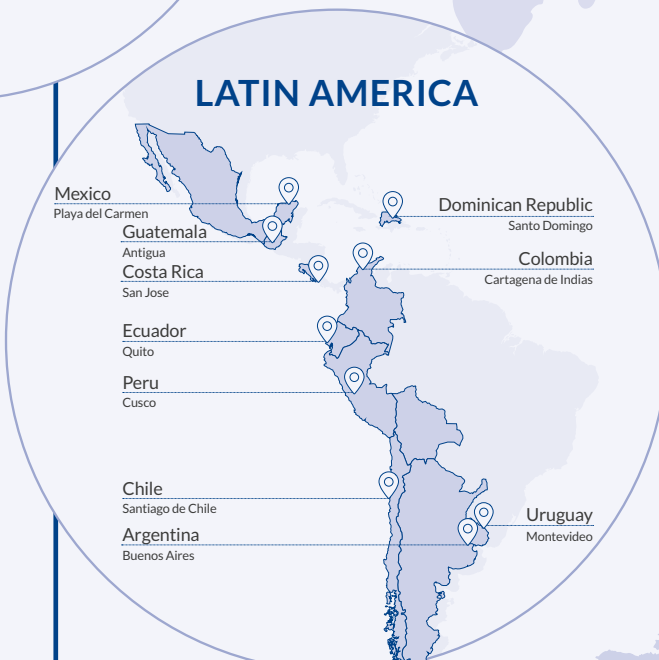 LATIN AMERICA
Mexico
Playa del Carmen
Guatemala
Antigua
Costa Rica
San Jose
Ecuador
Quito
Peru
Cusco
Chile
Santiago de Chile
Argentina
Buenos Aires
Dominican Republic
Santo Domingo
Colombia
Cartagena de Indias
Uruguay
Montevideo